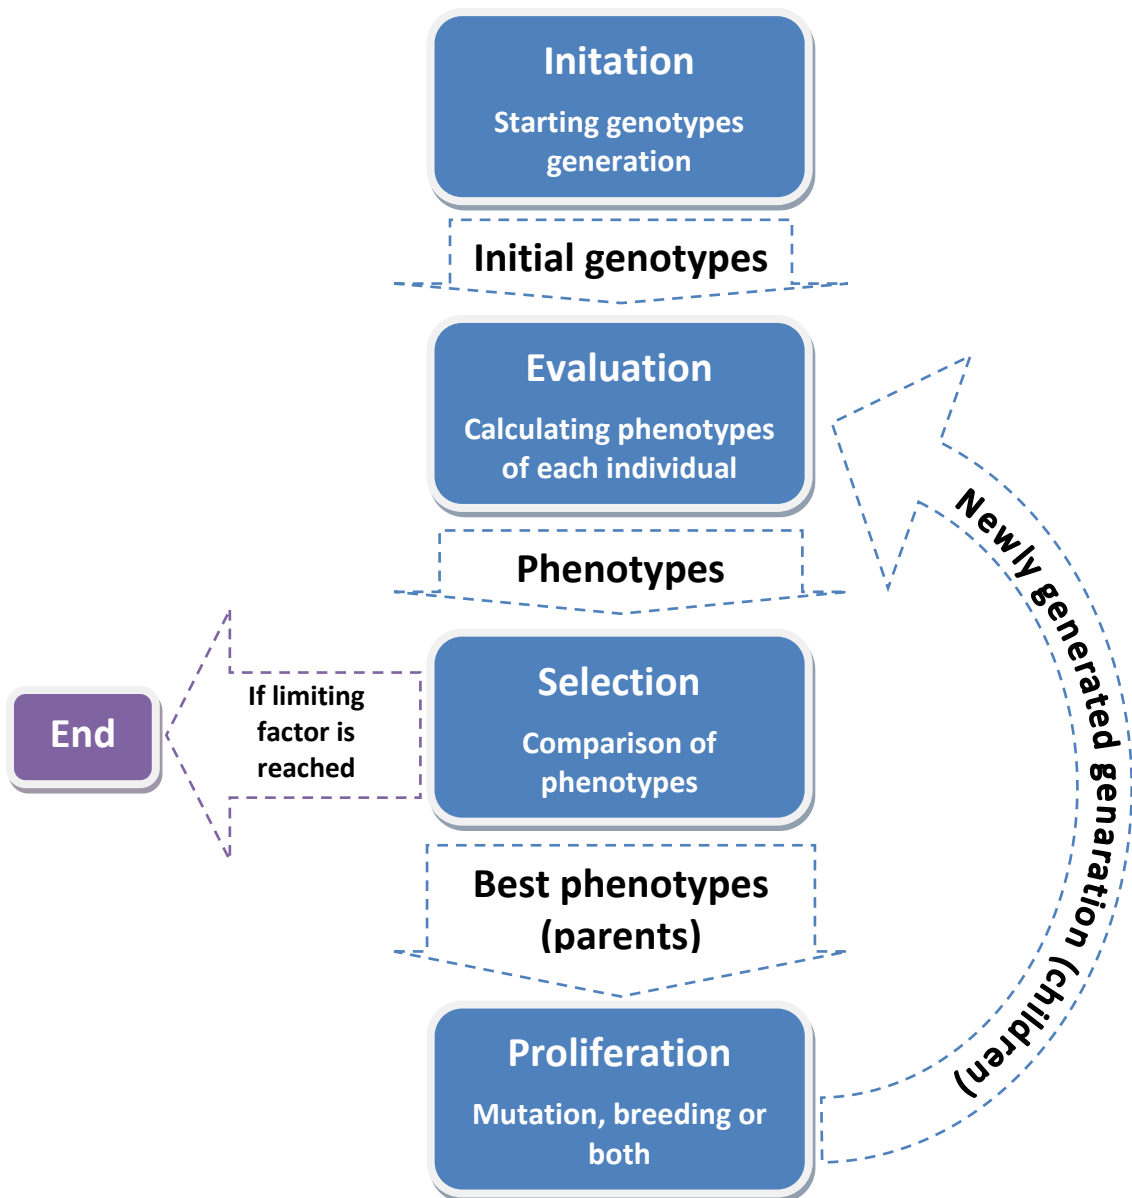 Initation
Starting genotypes
generation
Initial genotypes
Evaluation
Calculating phenotypes
of each individual
Phenotypes
Selection
Comparison of
phenotypes
If limiting
factor is
reached
End
Best phenotypes
(parents)
Proliferation
Mutation, breeding or
both
Newly generated genaration (children)